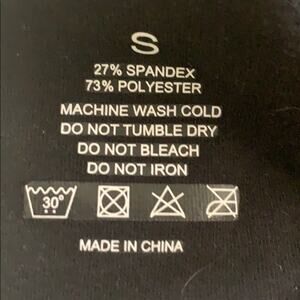 S
27% SPANDEX
73% POLYESTER
MACHINE WASH COLD
DO NOT TUMBLE DRY
DO NOT BLEACH
DO NOT IRON
30°
MADE IN CHINA